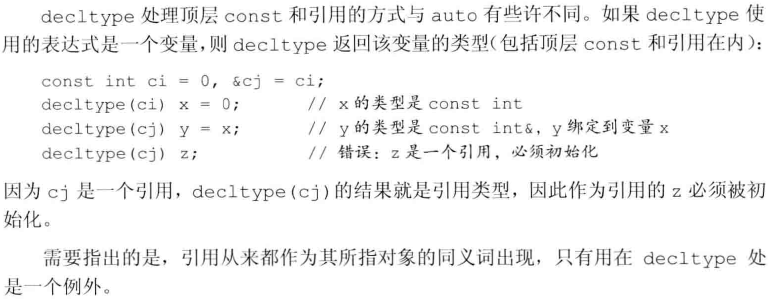 decltype 处理顶层 const 和引用的方式与 auto 有些许不同。如果 decltype 使
用的表达式是一个变量,则 decltype 返回该变量的类型(包括顶层 const 和引用在内):
const int ci = 0, &cj = ci;
decltype(ci) x = 0; // x 的类型是 const int
decltype(cj) y = x; // y 的类型是 const int&, y 绑定到变量 x
decltype(cj) z; // 错误: z 是一个引用, 必须初始化
因为 cj 是一个引用, decltype(cj)的结果就是引用类型,因此作为引用的 z 必须被初
始化。
需要指出的是,引用从来都作为其所指对象的同义词出现,只有用在 decltype 处
是一个例外。